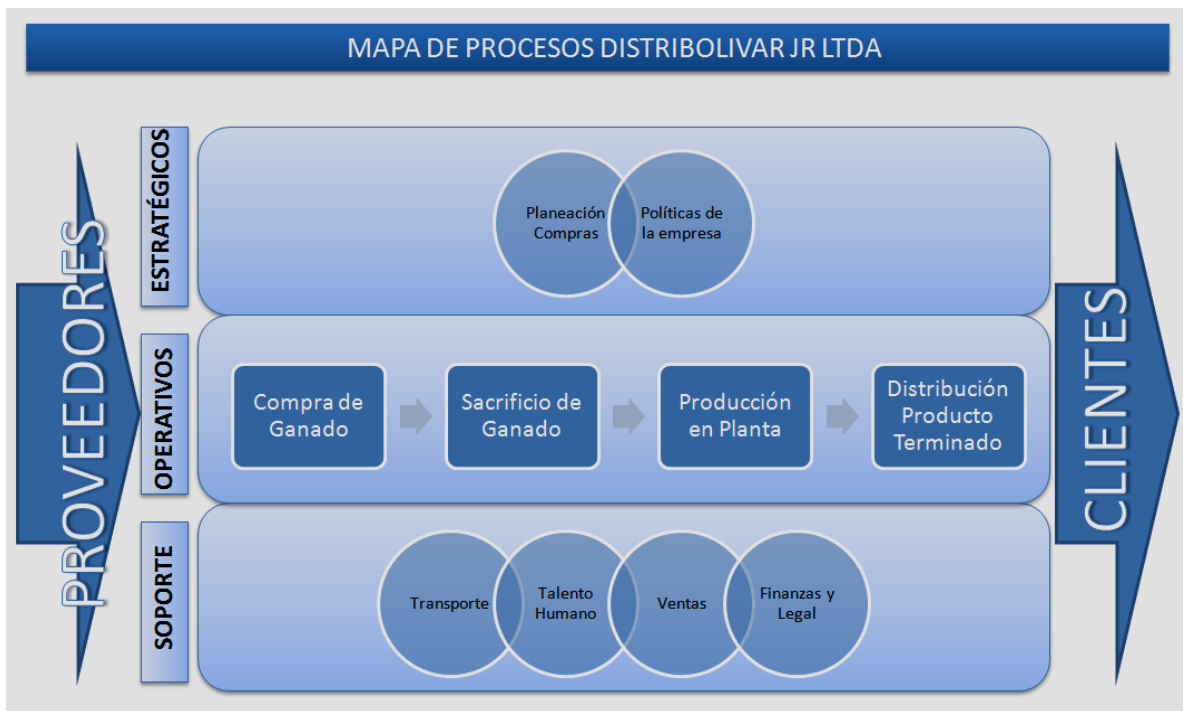 MAPA DE PROCESOS DISTRIBOLIVAR JR LTDA
PROVEEDORES
ESTRATÉGICOS
Planeación
Compras
Políticas de
la empresa
OPERATIVOS
Compra de
Ganado
Sacrificio de
Ganado
Producción
en Planta
Distribución
Producto
Terminado
SOPORTE
Transporte
Talento
Humano
Ventas
Finanzas y
Legal
CLIENTES